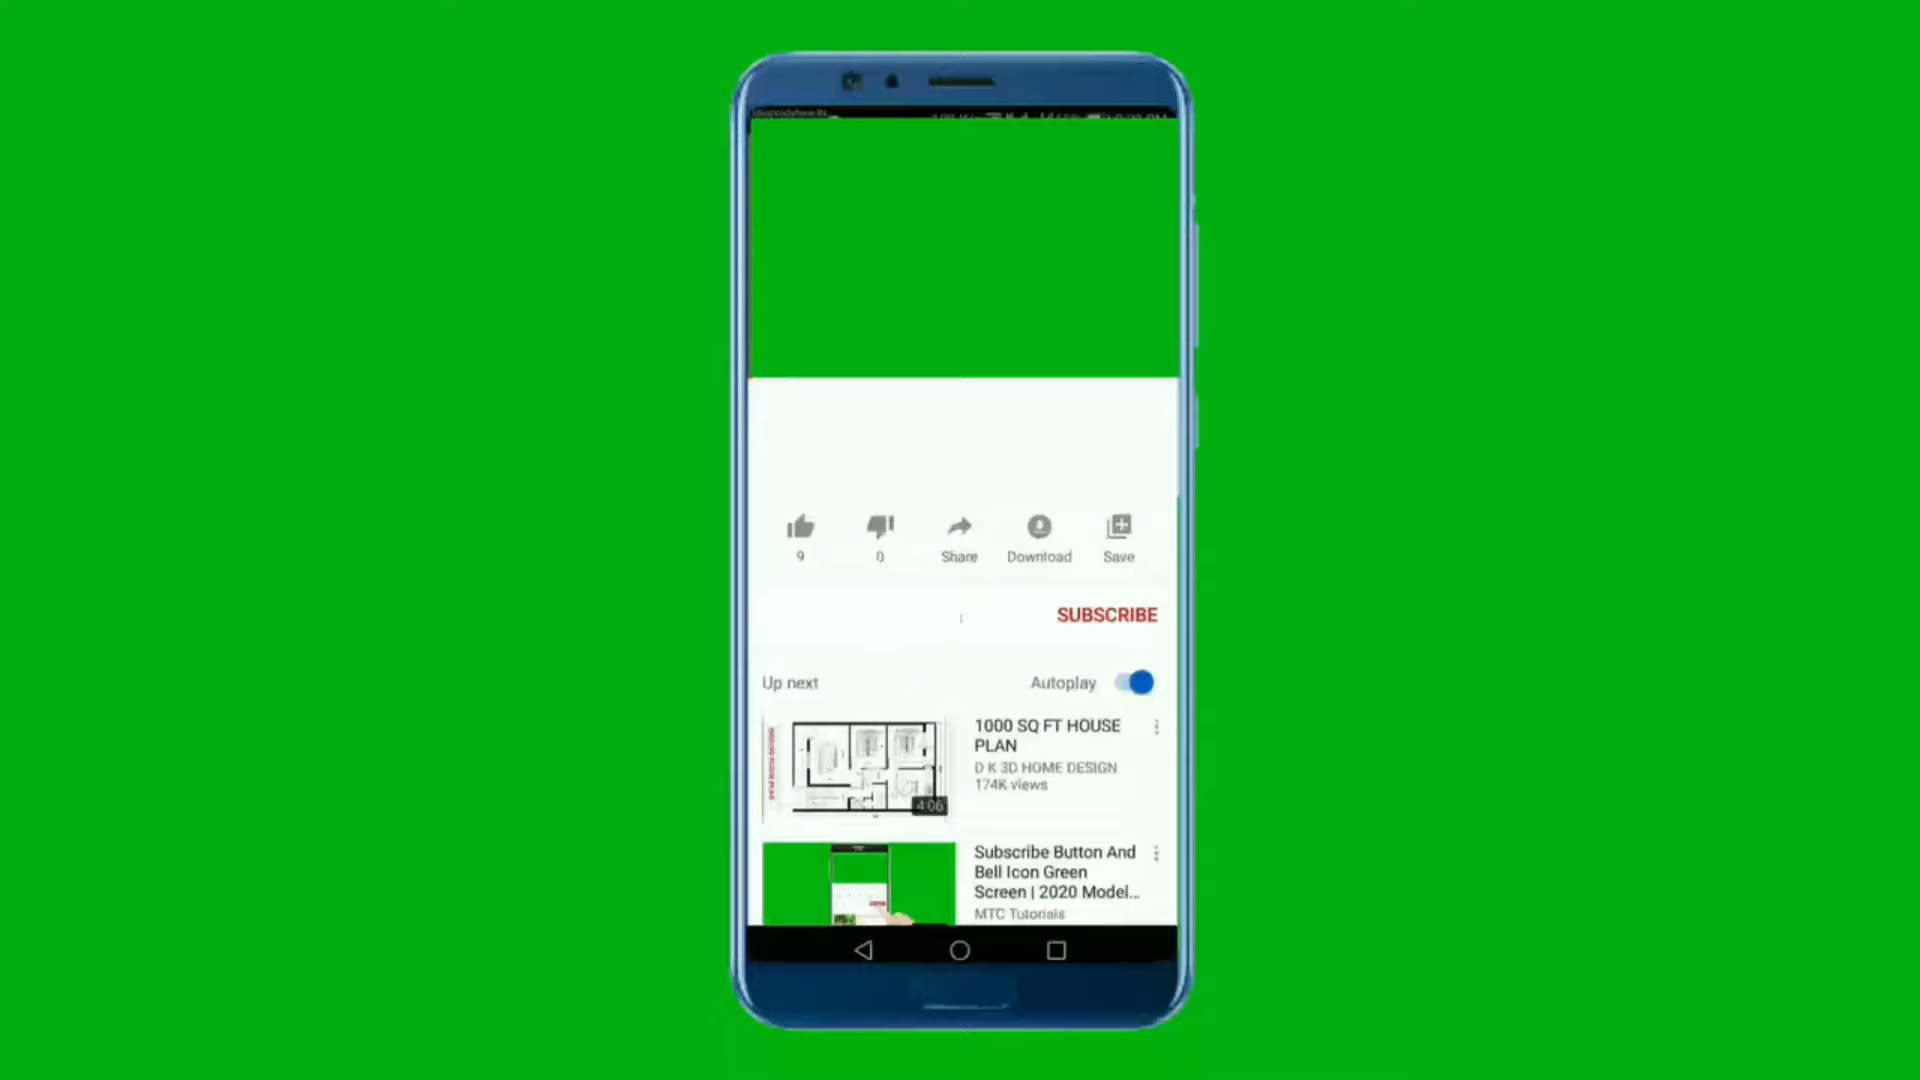 9
0
Share
Download
Save
SUBSCRIBE
Up next
Autoplay
1000 SQ FT HOUSE
PLAN
D K 3D HOME DESIGN
174K views
4:06
Subscribe Button And
Bell Icon Green
Screen | 2020 Model...
MTC Tutorials